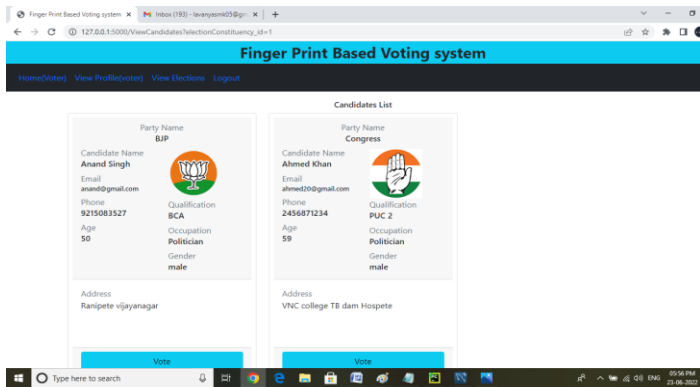 Finger Print Based Voting system
Inbox (193) - lavanyasmk05@gm
127.0.0.1:5000/ViewCandidates?electionConstituency_id=1
Finger Print Based Voting system
Home(Voter) View Profile(voter) View Elections Logout
Candidates List
Party Name
BJP
Candidate Name
Anand Singh
Email
anand@gmail.com
Phone
9215083527
Qualification
BCA
Age
50
Occupation
Politician
Gender
male
Address
Ranipete vijayanagar
Vote
Party Name
Congress
Candidate Name
Ahmed Khan
Email
ahmed20@gmail.com
Phone
2456871234
Qualification
PUC 2
Age
59
Occupation
Politician
Gender
male
Address
VNC college TB dam Hospete
Vote
Type here to search
ENG
05:56 PM